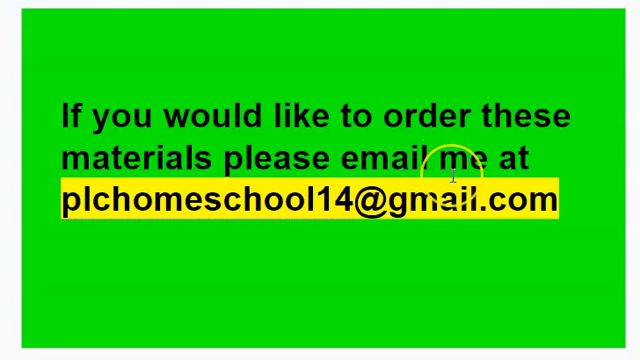 If you would like to order these
materials please email me at
plchomeschool14@gmail.com